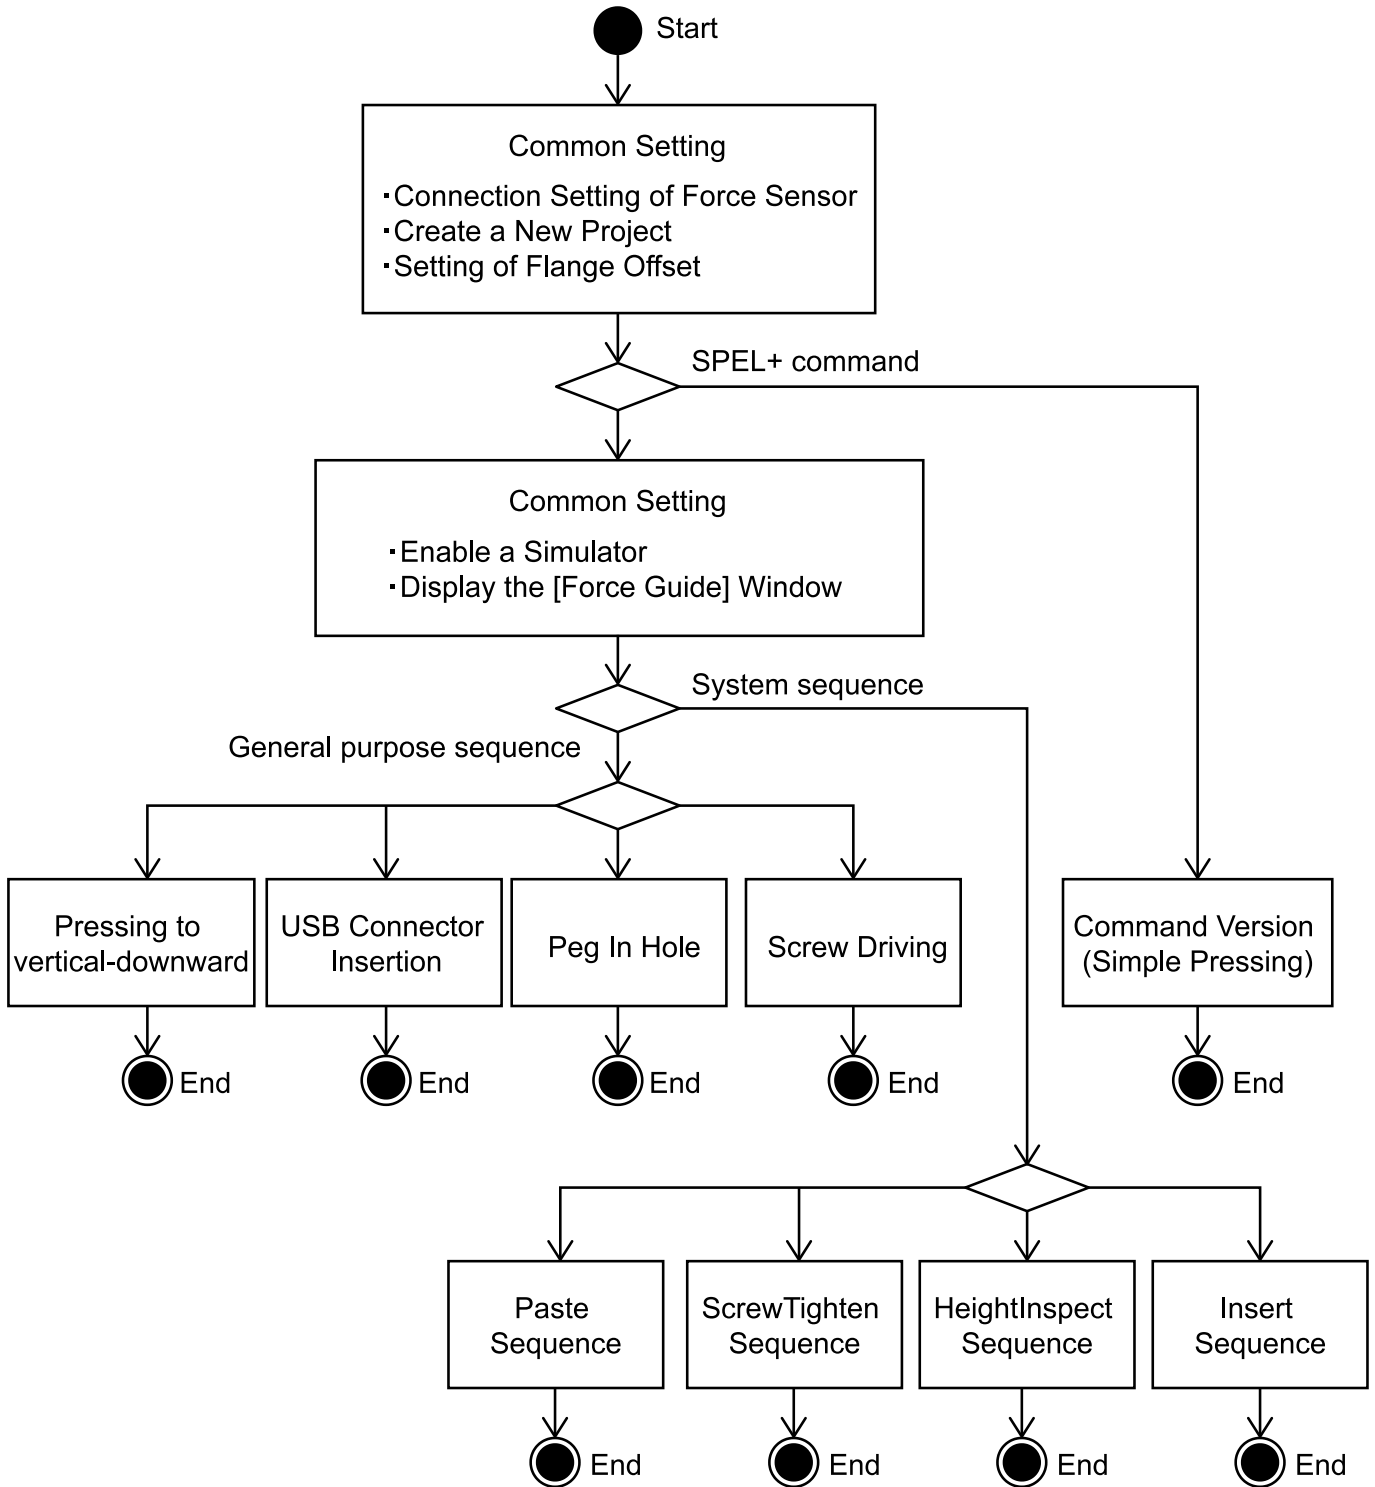 Start
Common Setting
・Connection Setting of Force Sensor
・Create a New Project
・Setting of Flange Offset
SPEL+ command
Common Setting
・Enable a Simulator
・Display the [Force Guide] Window
System sequence
General purpose sequence
Pressing to
vertical-downward
USB Connector
Insertion
Peg In Hole
Screw Driving
Command Version
(Simple Pressing)
End
End
End
End
End
Paste
Sequence
ScrewTighten
Sequence
HeightInspect
Sequence
Insert
Sequence
End
End
End
End